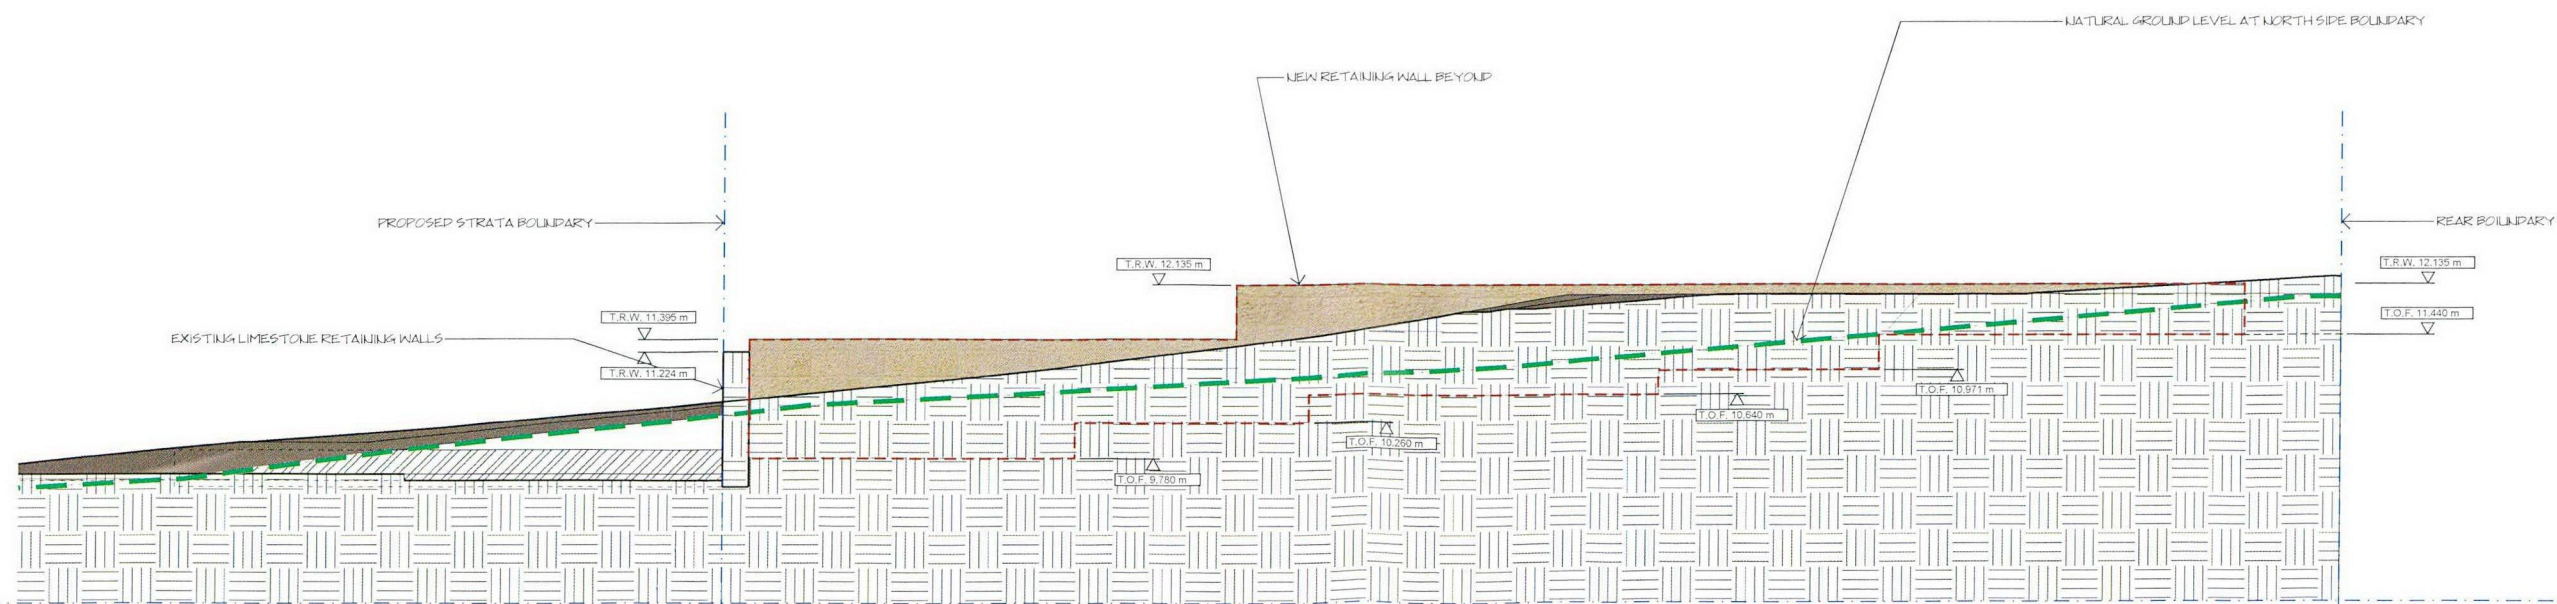 NATURAL GROUND LEVEL AT NORTH SIDE BOUNDARY
NEW RETAINING WALL BEYOND
PROPOSED STRATA BOUNDARY
REAR BOIUNDARY
T.R.W. 12.135 m
T.R.W. 12.135 m
T.R.W. 11.395 m
T.O.F. 11.440 m
EXISTING LIMESTONE RETAINING WALLS
T.R.W. 11.224 m
T.O.F. 10.971 m
T.O.F. 10.640 m
T.O.F. 10.260 m
T.O.F. 9.780 m